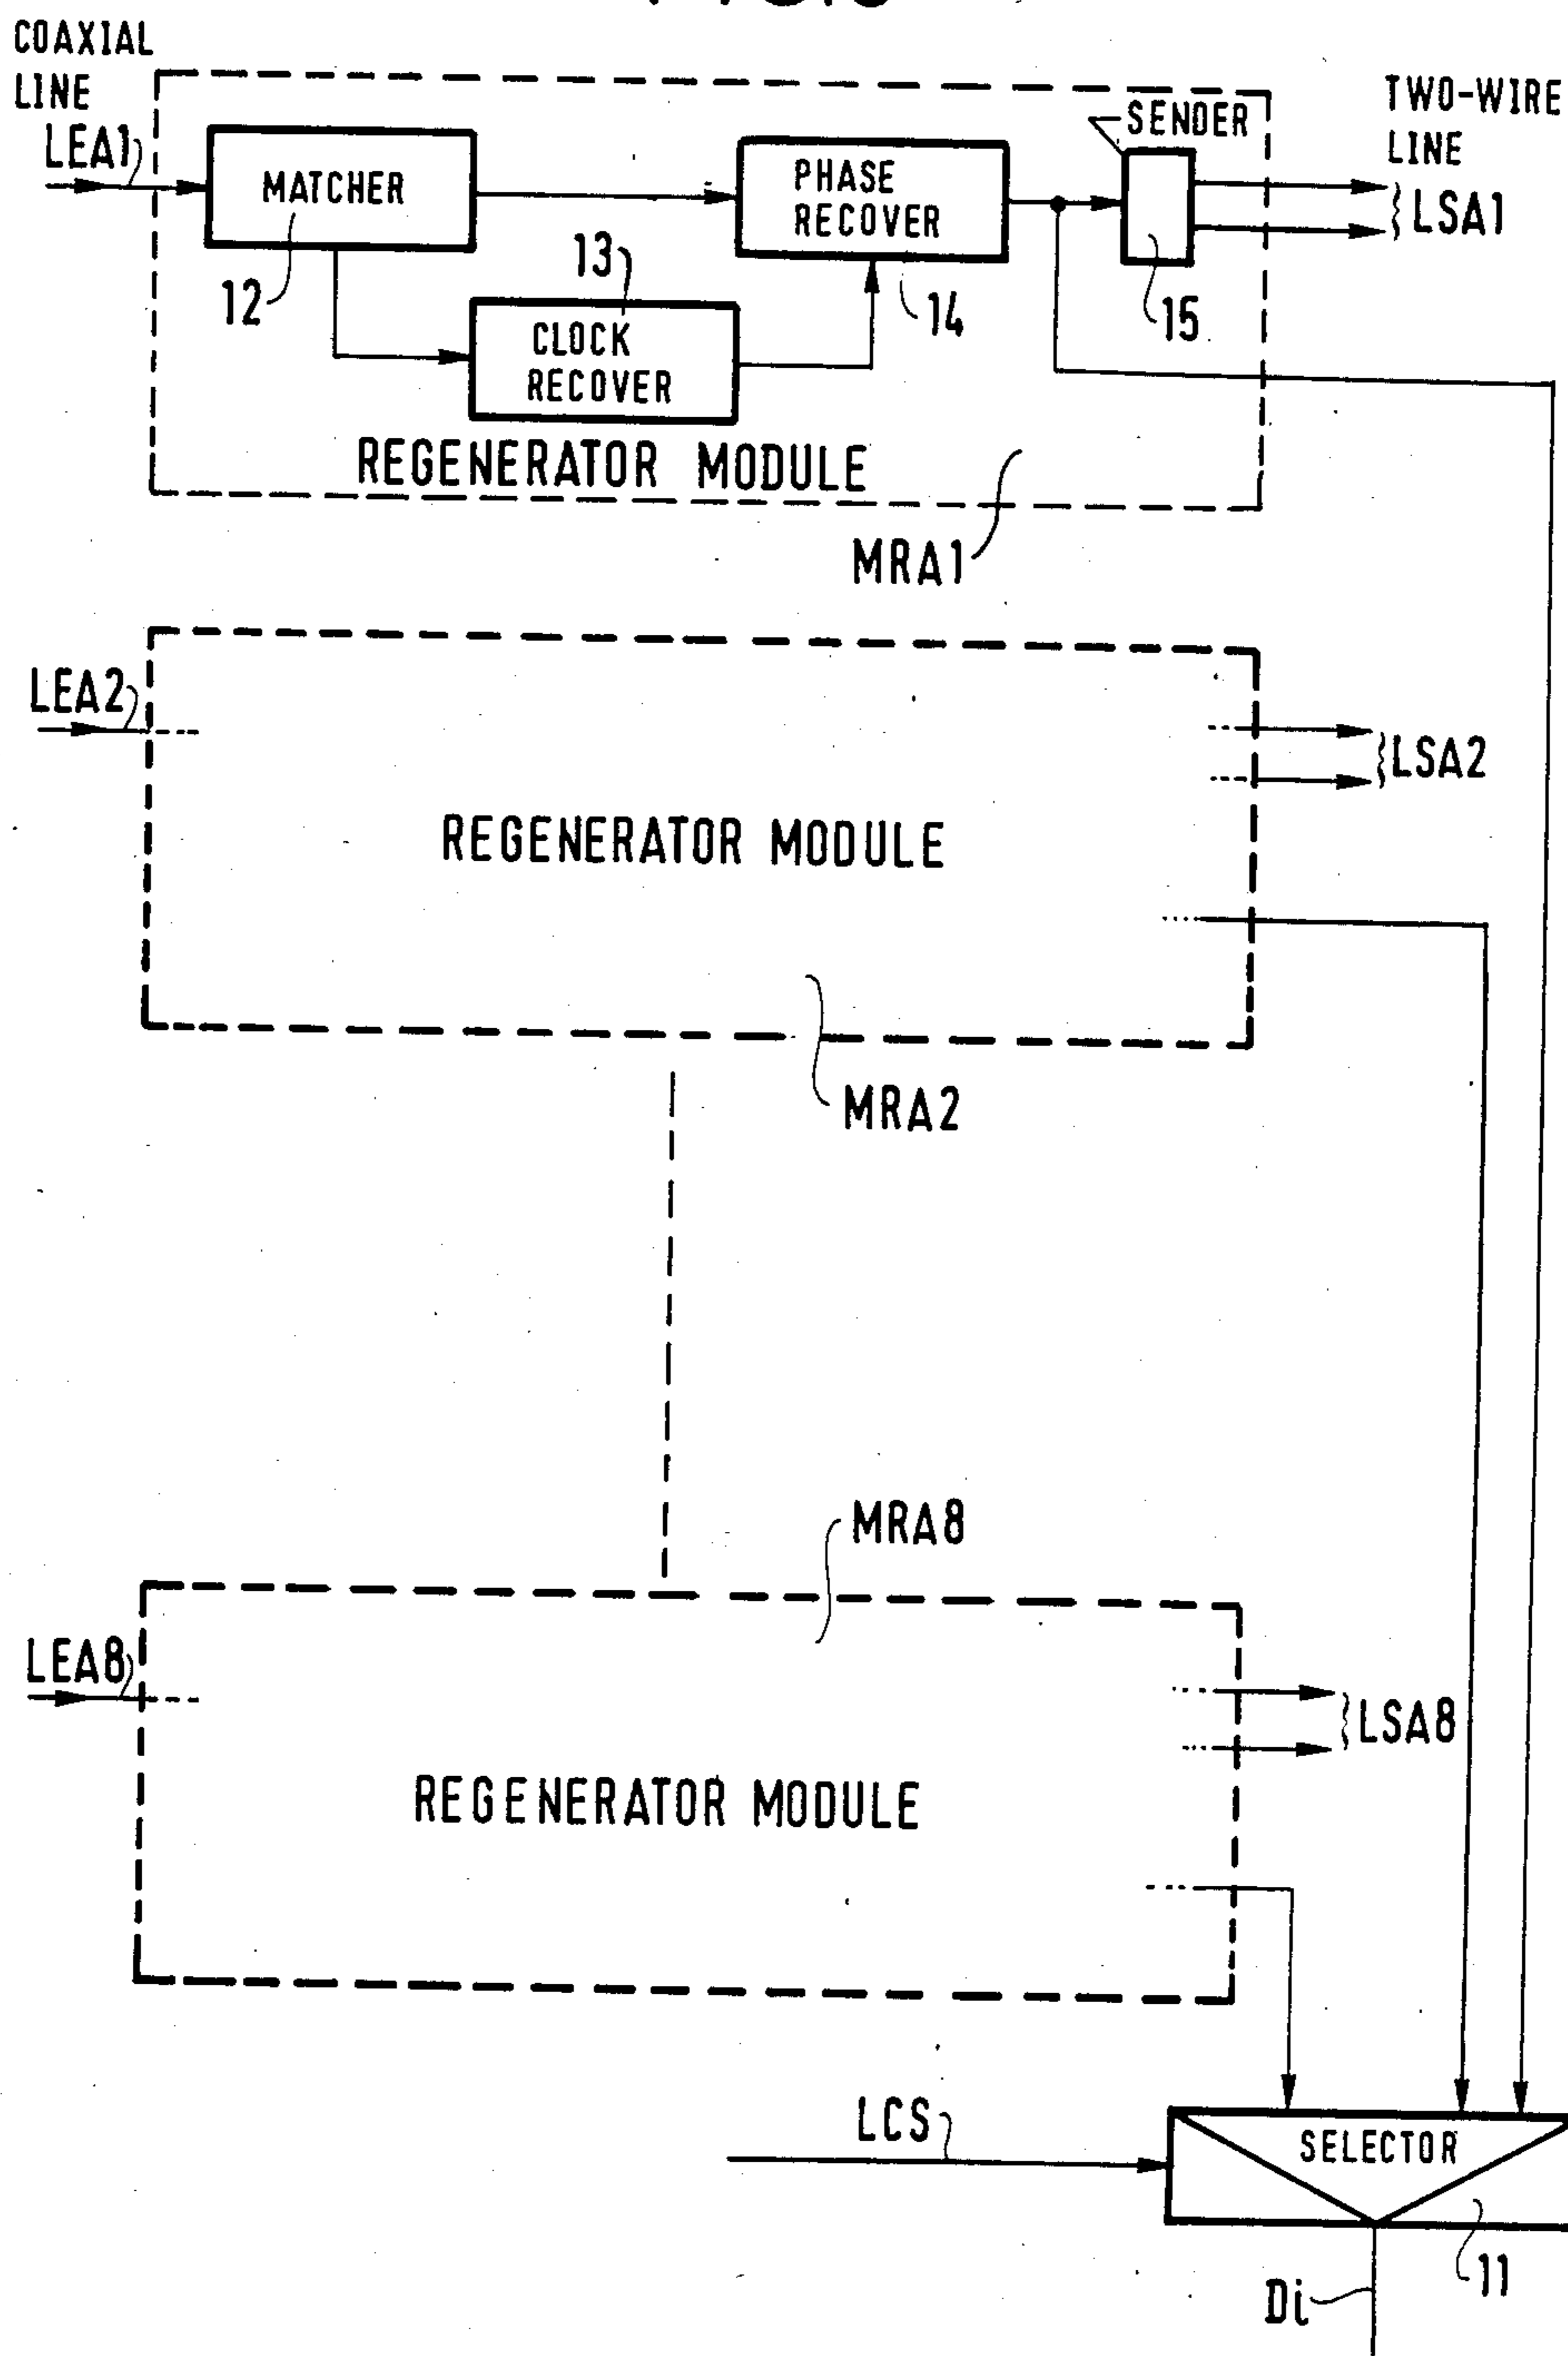 COAXIAL
LINE
LEA1
MATCHER
12
13
CLOCK
RECOVER
PHASE
RECOVER
14
SENDER
15
TWO-WIRE
LINE
LSA1
REGENERATOR MODULE
MRA1
LEA2
LSA2
REGENERATOR MODULE
MRA2
MRA8
LEA8
LSA8
REGENERATOR MODULE
LCS
SELECTOR
11
Di